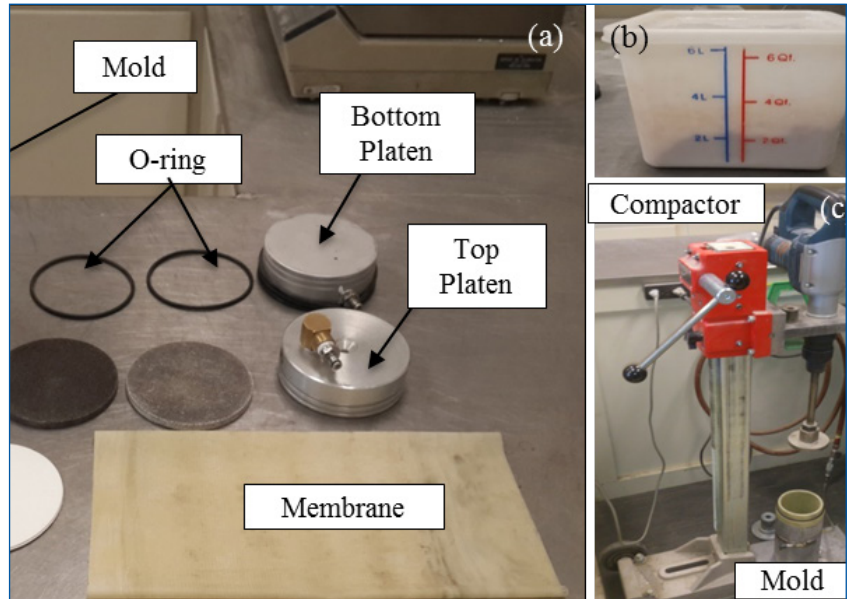 (a)
Mold
Bottom
Platen
O-ring
Top
Platen
Membrane
(b)
6L
6 Qt.
4L
4 Qt.
2L
2 Qt.
Compactor
(c
Mold